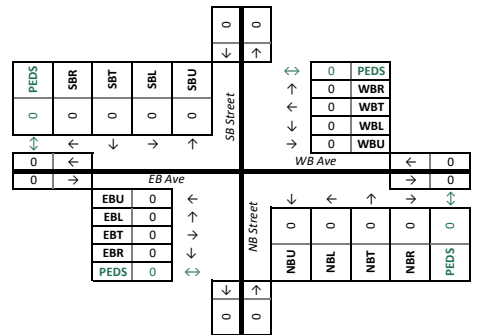 0 0
↓ ↑
PEDS SBR SBT SBL SBU
0 0 0 0 0
↕ ← ↓ → ↑
SB Street
↔ 0 PEDS
↑ 0 WBR
← 0 WBT
↓ 0 WBL
→ 0 WBU
0 ←
WB Ave
← 0
0 →
EB Ave
→ 0
EBU 0 ←
EBL 0 ↑
EBT 0 →
EBR 0 ↓
PEDS 0 ↔
NB Street
↓ ← ↑ → ↕
0 0 0 0 0
NBU NBL NBT NBR PEDS
↓ ↑
0 0